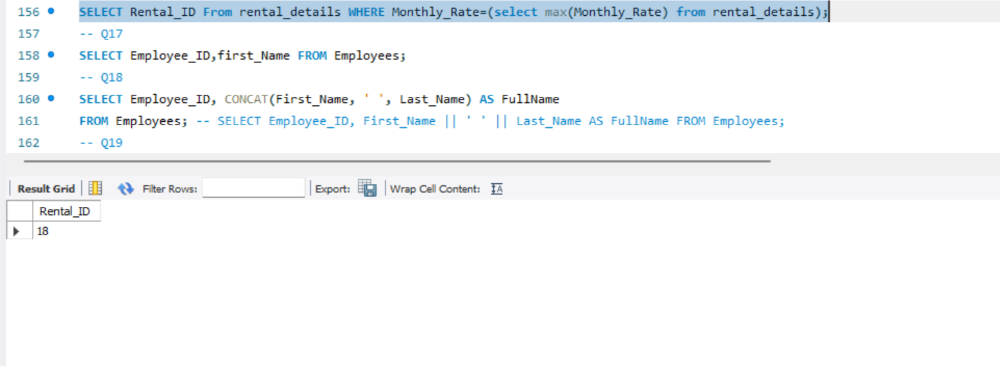 156 SELECT Rental_ID From rental_details WHERE Monthly_Rate=(select max(Monthly_Rate) from rental_details);
157 -- Q17
158 SELECT Employee_ID,first_Name FROM Employees;
159 -- Q18
160 SELECT Employee_ID, CONCAT(First_Name, ' ', Last_Name) AS FullName
161 FROM Employees; -- SELECT Employee_ID, First_Name || ' ' || Last_Name AS FullName FROM Employees;
162 -- Q19
Result Grid Filter Rows: Export: Wrap Cell Content: IA
Rental_ID
18